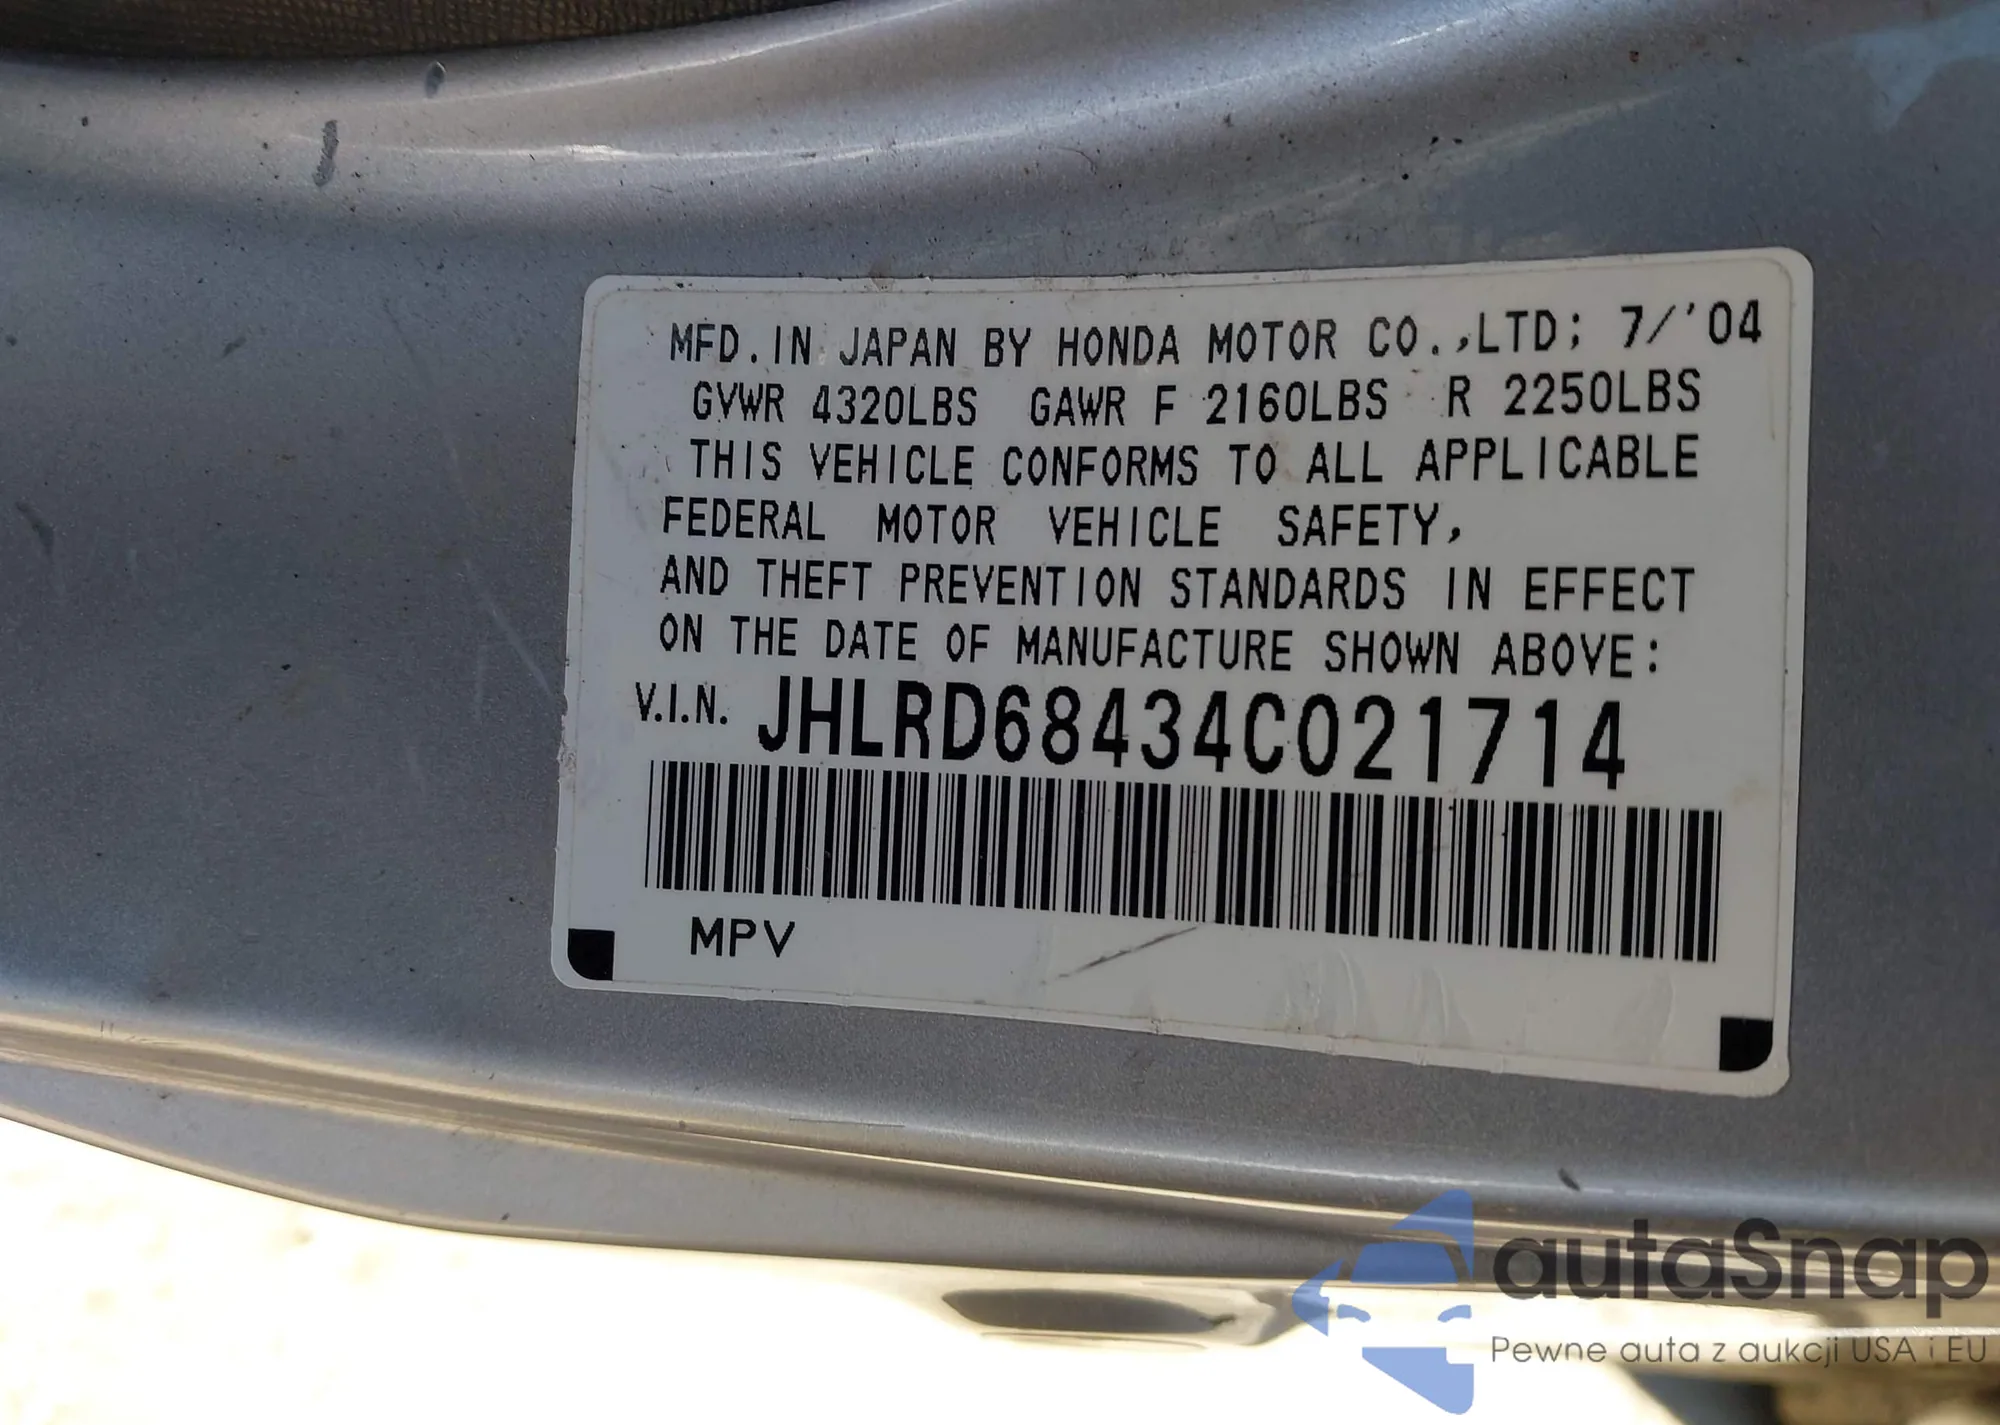 MFD. IN JAPAN BY HONDA MOTOR CO.,LTD; 7/'04
GVWR 4320LBS GAWR F 2160LBS R 2250LBS
THIS VEHICLE CONFORMS TO ALL APPLICABLE
FEDERAL MOTOR VEHICLE SAFETY,
AND THEFT PREVENTION STANDARDS IN EFFECT
ON THE DATE OF MANUFACTURE SHOWN ABOVE:
V.I.N. JHLRD68434C021714
MPV
autaSnap
Pewne auta z aukcji USA i EU